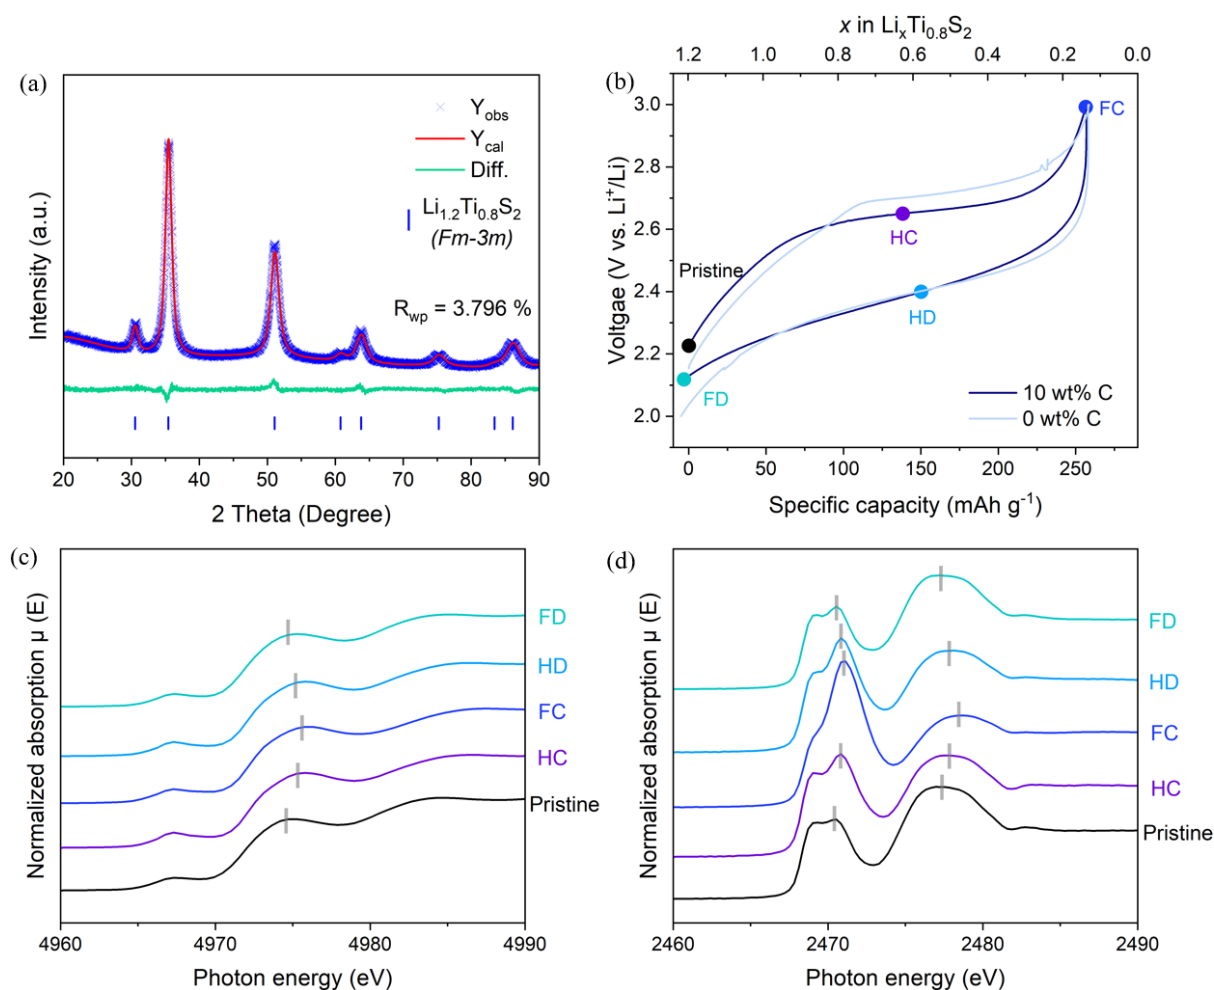 (a)
Intensity (a.u.)
Y_obs
Y_cal
Diff.
Li1.2Ti0.8S2
(Fm-3m)
R_wp = 3.796 %
20 30 40 50 60 70 80 90
2 Theta (Degree)
(b)
x in LixTi0.8S2
1.2 1.0 0.8 0.6 0.4 0.2 0.0
Voltgae (V vs. Li+/Li)
3.0
2.8
2.6
2.4
2.2
2.0
FC
HC
Pristine
HD
FD
10 wt% C
0 wt% C
0 50 100 150 200 250
Specific capacity (mAh g-1)
(c)
Normalized absorption μ (E)
FD
HD
FC
HC
Pristine
4960 4970 4980 4990
Photon energy (eV)
(d)
Normalized absorption μ (E)
FD
HD
FC
HC
Pristine
2460 2470 2480 2490
Photon energy (eV)